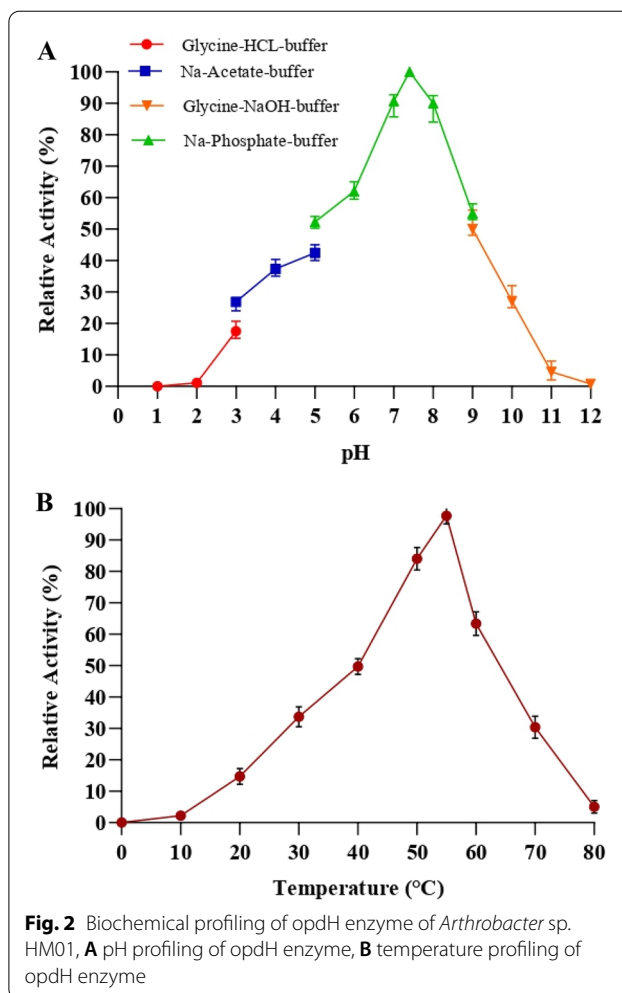 A
Glycine-HCL-buffer
Na-Acetate-buffer
Glycine-NaOH-buffer
Na-Phosphate-buffer
Relative Activity (%)
100
90
80
70
60
50
40
30
20
10
0
0 1 2 3 4 5 6 7 8 9 10 11 12
pH
B
Relative Activity (%)
100
90
80
70
60
50
40
30
20
10
0
0 10 20 30 40 50 60 70 80
Temperature (°C)
Fig. 2 Biochemical profiling of opdH enzyme of Arthrobacter sp.
HM01, A pH profiling of opdH enzyme, B temperature profiling of
opdH enzyme